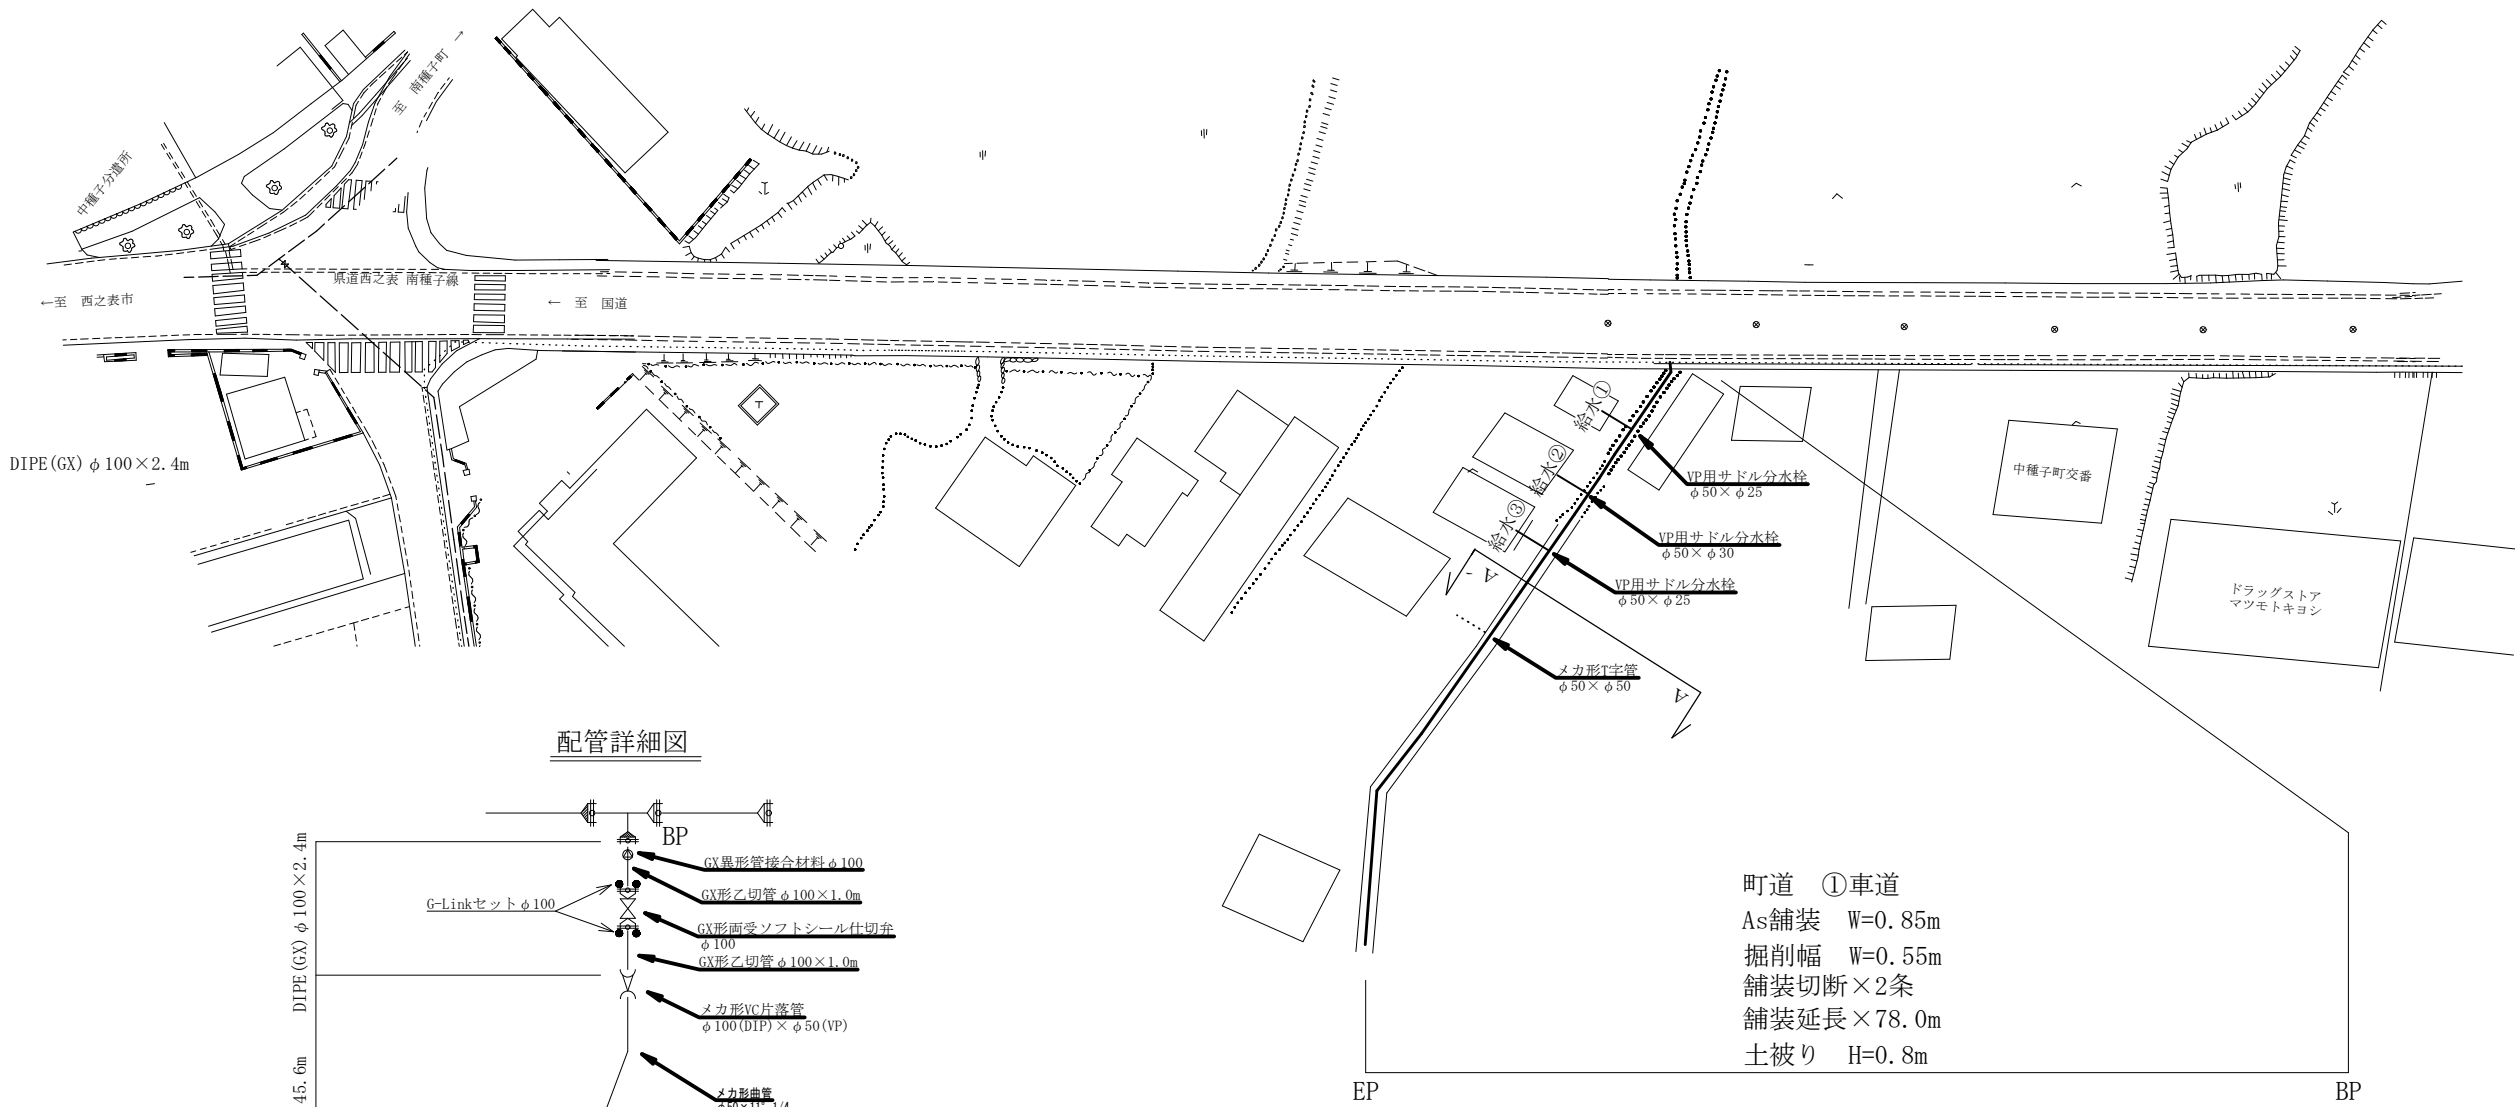 至 南種子町 →
中種子分遣所
県道西之表 南種子線
←至 西之表市
← 至 国道
DIPE(GX)φ100×2.4m
T
給水①
給水②
給水③
VP用サドル分水栓
φ50×φ25
VP用サドル分水栓
φ50×φ30
VP用サドル分水栓
φ50×φ25
A
A
メカ形T字管
φ50×φ50
中種子町交番
ドラッグストア
マツモトキヨシ
配管詳細図
BP
DIPE(GX)φ100×2.4m
45.6m
GX異形管接合材料φ100
GX形乙切管φ100×1.0m
G-Linkセットφ100
GX形両受ソフトシール仕切弁
φ100
GX形乙切管φ100×1.0m
メカ形VC片落管
φ100(DIP)×φ50(VP)
メカ形曲管
φ50×11°1/4
町道 ①車道
As舗装 W=0.85m
掘削幅 W=0.55m
舗装切断×2条
舗装延長×78.0m
土被り H=0.8m
EP
BP